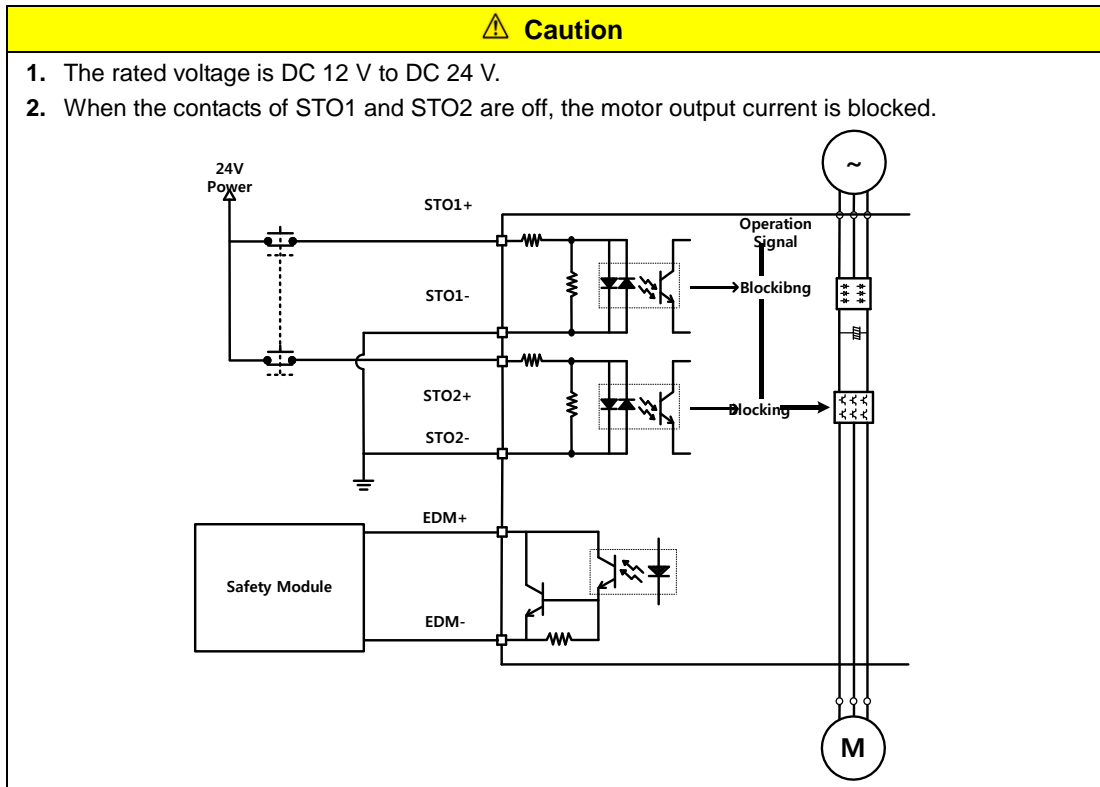 ⚠ Caution
1. The rated voltage is DC 12 V to DC 24 V.
2. When the contacts of STO1 and STO2 are off, the motor output current is blocked.
24V
Power
~
STO1+
Operation
Signal
STO1-
Blockibng
STO2+
Blocking
STO2-
EDM+
Safety Module
EDM-
M